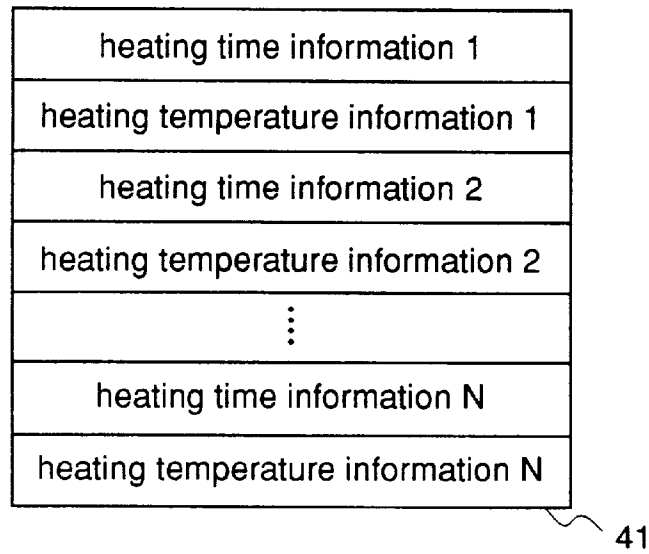 heating time information 1
heating temperature information 1
heating time information 2
heating temperature information 2
⋮
heating time information N
heating temperature information N
41